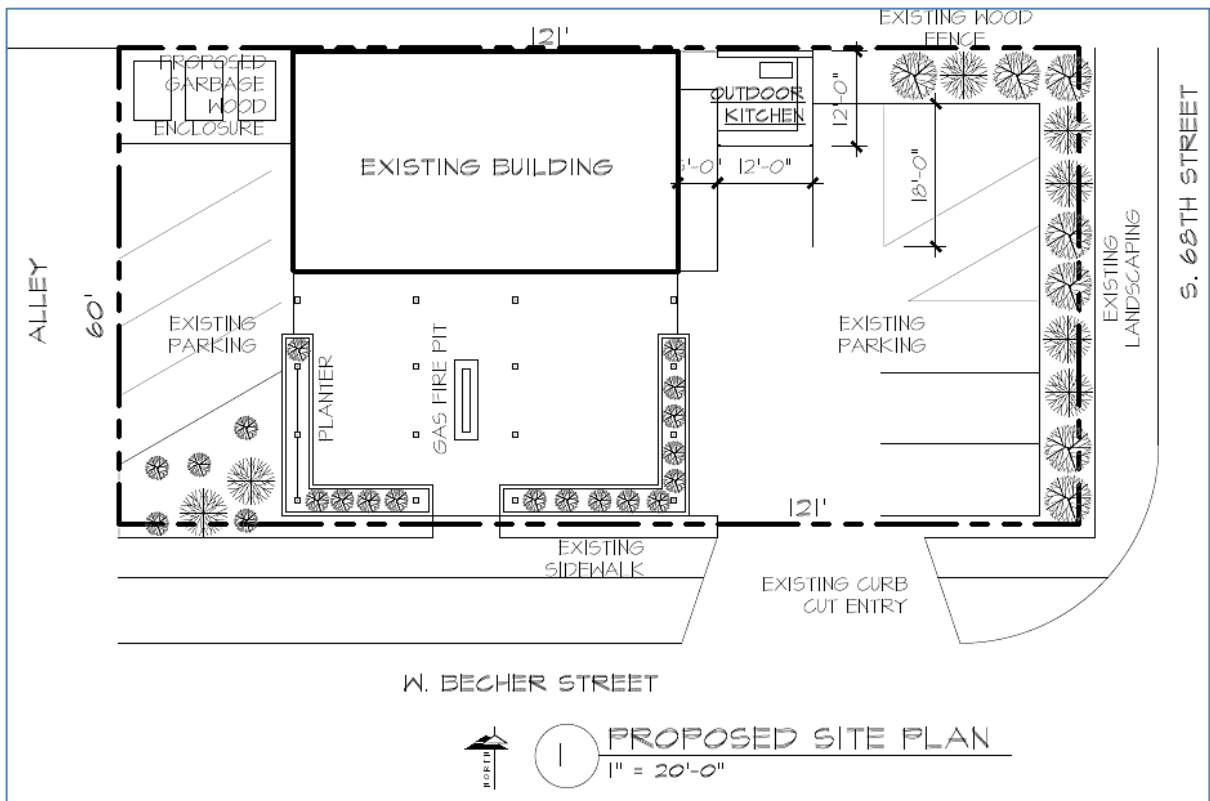 EXISTING WOOD
FENCE
121'
PROPOSED
GARBAGE
WOOD
ENCLOSURE
OUTDOOR
KITCHEN
12'-0"
EXISTING BUILDING
12'-0"
18'-0"
S. 68TH STREET
EXISTING
LANDSCAPING
ALLEY
60'
EXISTING
PARKING
PLANTER
GAS FIRE PIT
EXISTING
PARKING
121'
EXISTING
SIDEWALK
EXISTING CURB
CUT ENTRY
W. BECHER STREET
NORTH
1
PROPOSED SITE PLAN
1" = 20'-0"